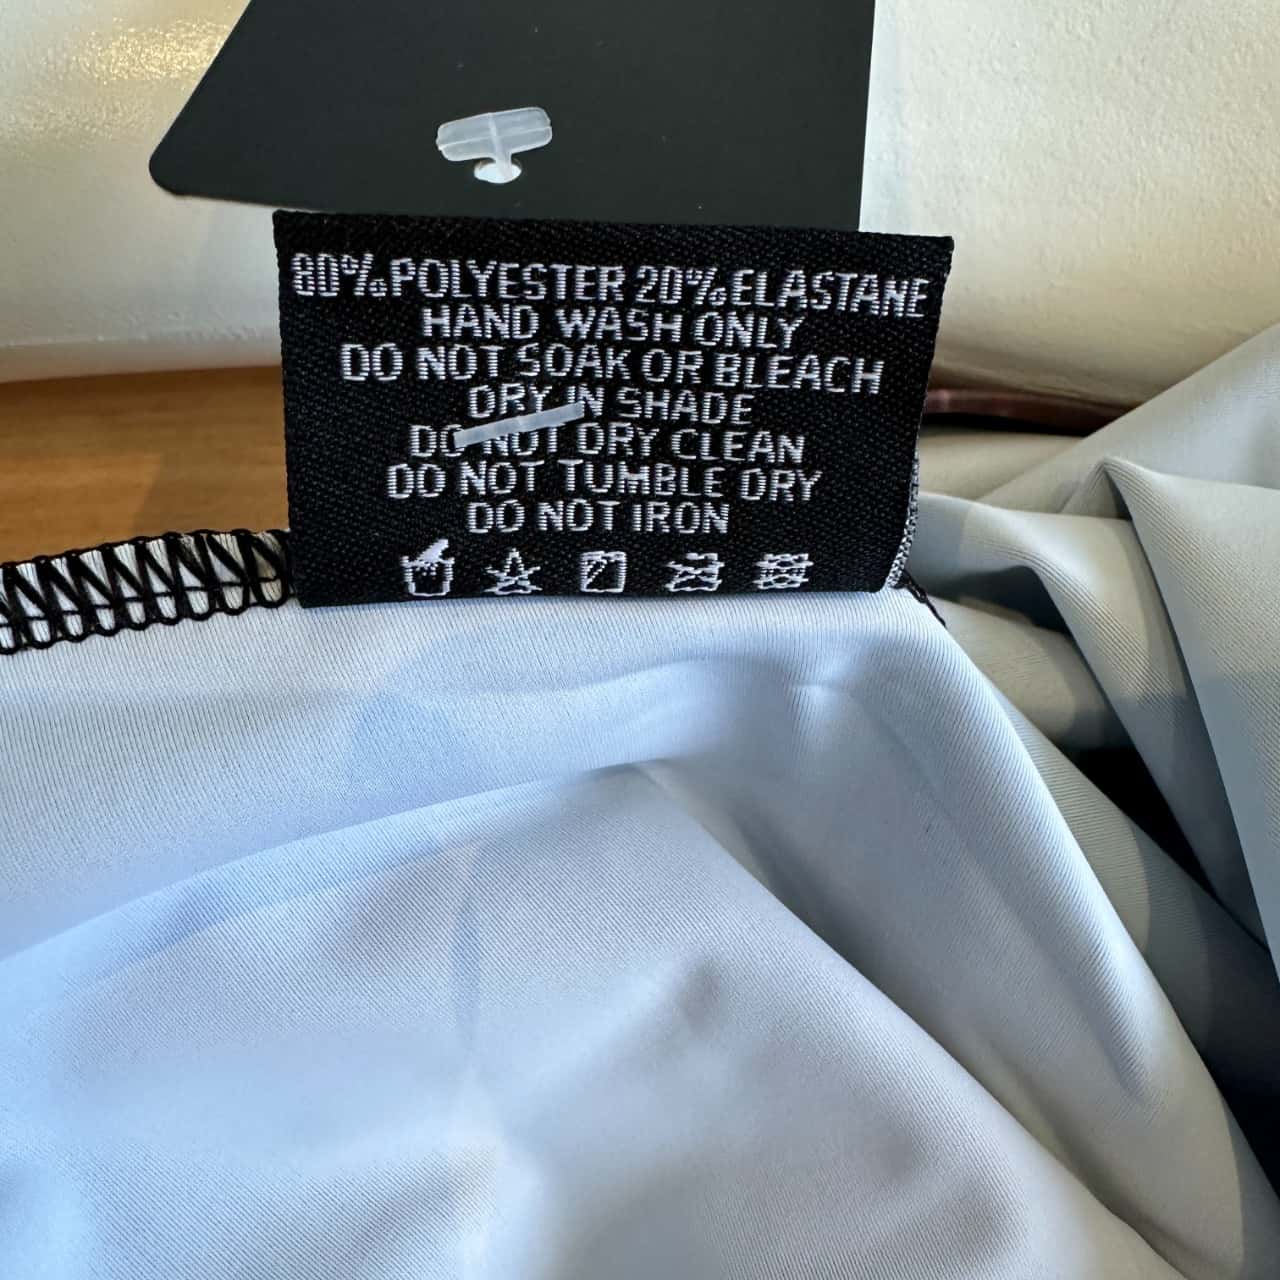 80% POLYESTER 20% ELASTANE
HAND WASH ONLY
DO NOT SOAK OR BLEACH
DRY IN SHADE
DO NOT DRY CLEAN
DO NOT TUMBLE DRY
DO NOT IRON